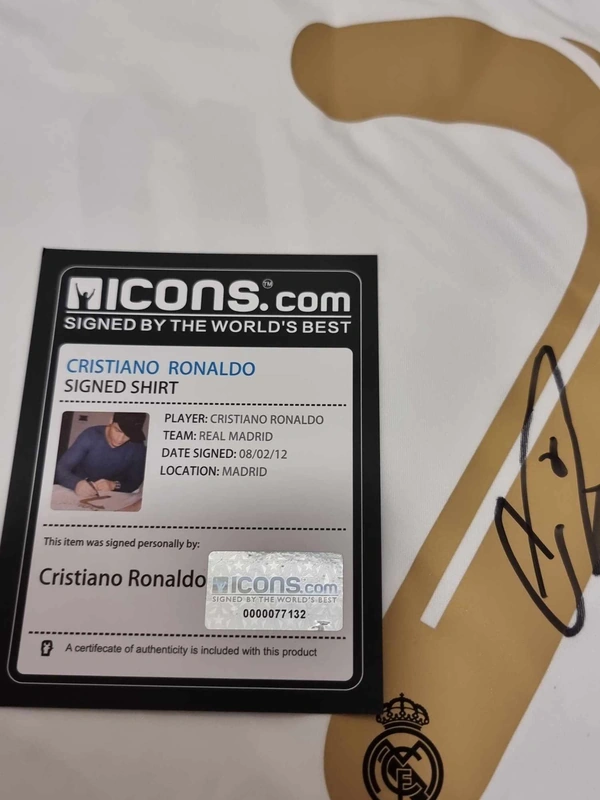 ICONS.com™
SIGNED BY THE WORLD'S BEST
CRISTIANO RONALDO
SIGNED SHIRT
PLAYER: CRISTIANO RONALDO
TEAM: REAL MADRID
DATE SIGNED: 08/02/12
LOCATION: MADRID
This item was signed personally by:
Cristiano Ronaldo
ICONS.com
SIGNED BY THE WORLD'S BEST
0000077132
A certifecate of authenticity is included with this product